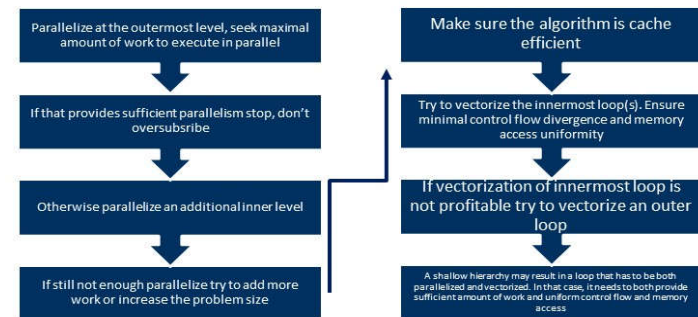 Parallelize at the outermost level, seek maximal
amount of work to execute in parallel
If that provides sufficient parallelism stop, don't
oversubsribe
Otherwise parallelize an additional inner level
If still not enough parallelize try to add more
work or increase the problem size
Make sure the algorithm is cache
efficient
Try to vectorize the innermost loop(s). Ensure
minimal control flow divergence and memory
access uniformity
If vectorization of innermost loop is
not profitable try to vectorize an outer
loop
A shallow hierarchy may result in a loop that has to be both
parallelized and vectorized. In that case, it needs to both provide
sufficient amount of work and uniform control flow and memory
access